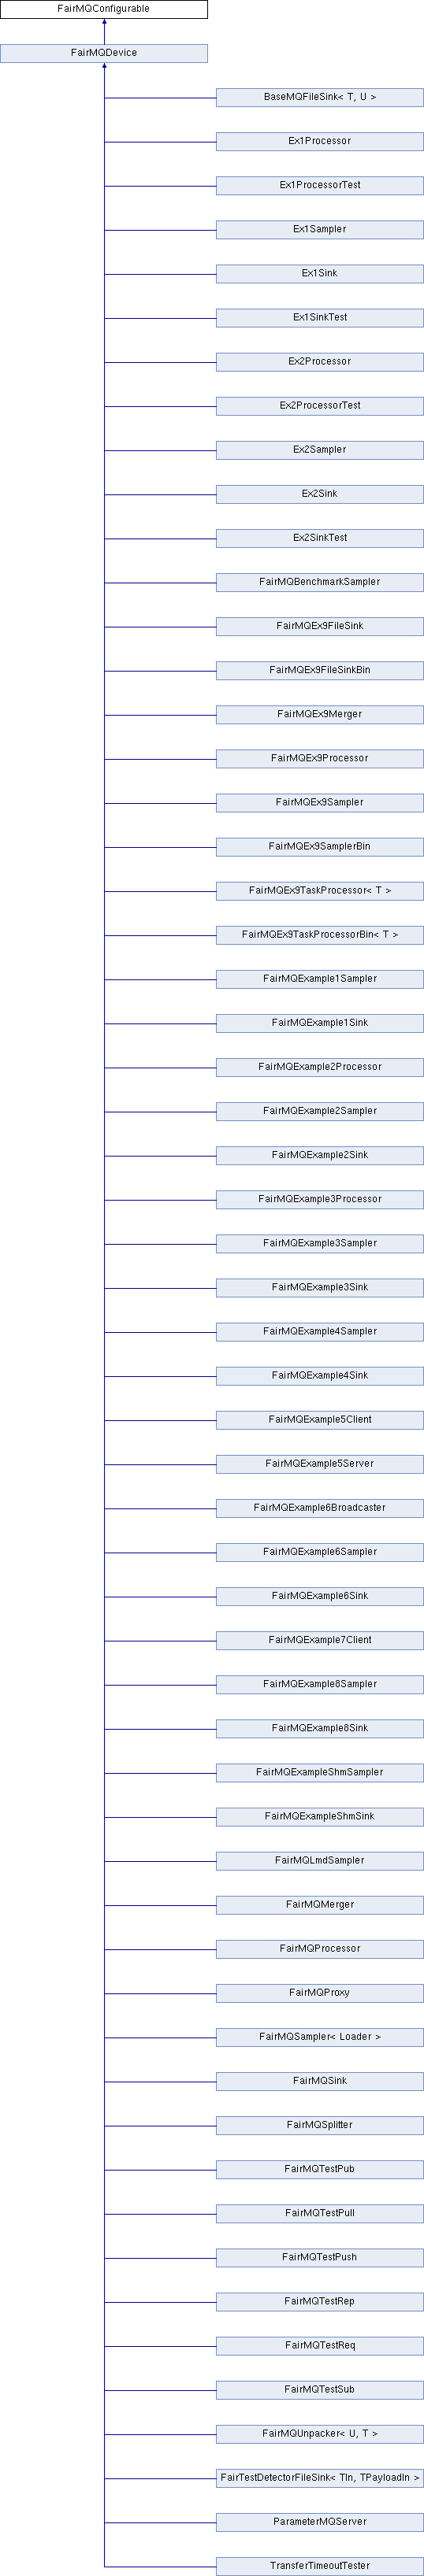 FairMQConfigurable
FairMQDevice
BaseMQFileSink< T, U >
Ex1Processor
Ex1ProcessorTest
Ex1Sampler
Ex1Sink
Ex1SinkTest
Ex2Processor
Ex2ProcessorTest
Ex2Sampler
Ex2Sink
Ex2SinkTest
FairMQBenchmarkSampler
FairMQEx9FileSink
FairMQEx9FileSinkBin
FairMQEx9Merger
FairMQEx9Processor
FairMQEx9Sampler
FairMQEx9SamplerBin
FairMQEx9TaskProcessor< T >
FairMQEx9TaskProcessorBin< T >
FairMQExample1Sampler
FairMQExample1Sink
FairMQExample2Processor
FairMQExample2Sampler
FairMQExample2Sink
FairMQExample3Processor
FairMQExample3Sampler
FairMQExample3Sink
FairMQExample4Sampler
FairMQExample4Sink
FairMQExample5Client
FairMQExample5Server
FairMQExample6Broadcaster
FairMQExample6Sampler
FairMQExample6Sink
FairMQExample7Client
FairMQExample8Sampler
FairMQExample8Sink
FairMQExampleShmSampler
FairMQExampleShmSink
FairMQLmdSampler
FairMQMerger
FairMQProcessor
FairMQProxy
FairMQSampler< Loader >
FairMQSink
FairMQSplitter
FairMQTestPub
FairMQTestPull
FairMQTestPush
FairMQTestRep
FairMQTestReq
FairMQTestSub
FairMQUnpacker< U, T >
FairTestDetectorFileSink< TIn, TPayloadIn >
ParameterMQServer
TransferTimeoutTester